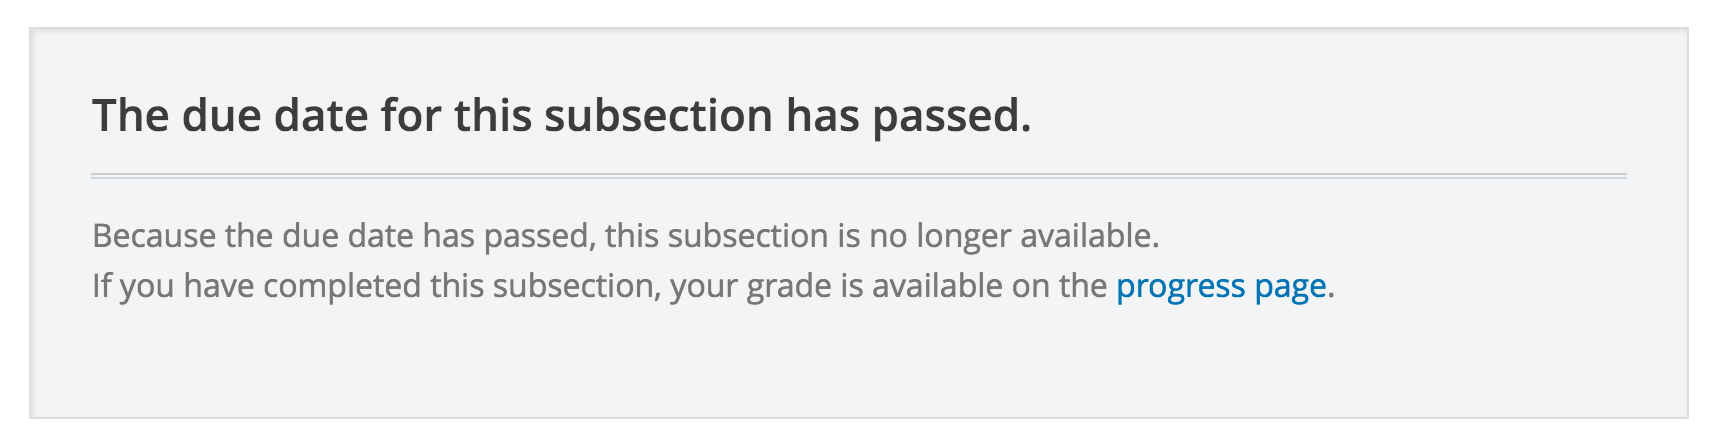 The due date for this subsection has passed.
Because the due date has passed, this subsection is no longer available.
If you have completed this subsection, your grade is available on the progress page.